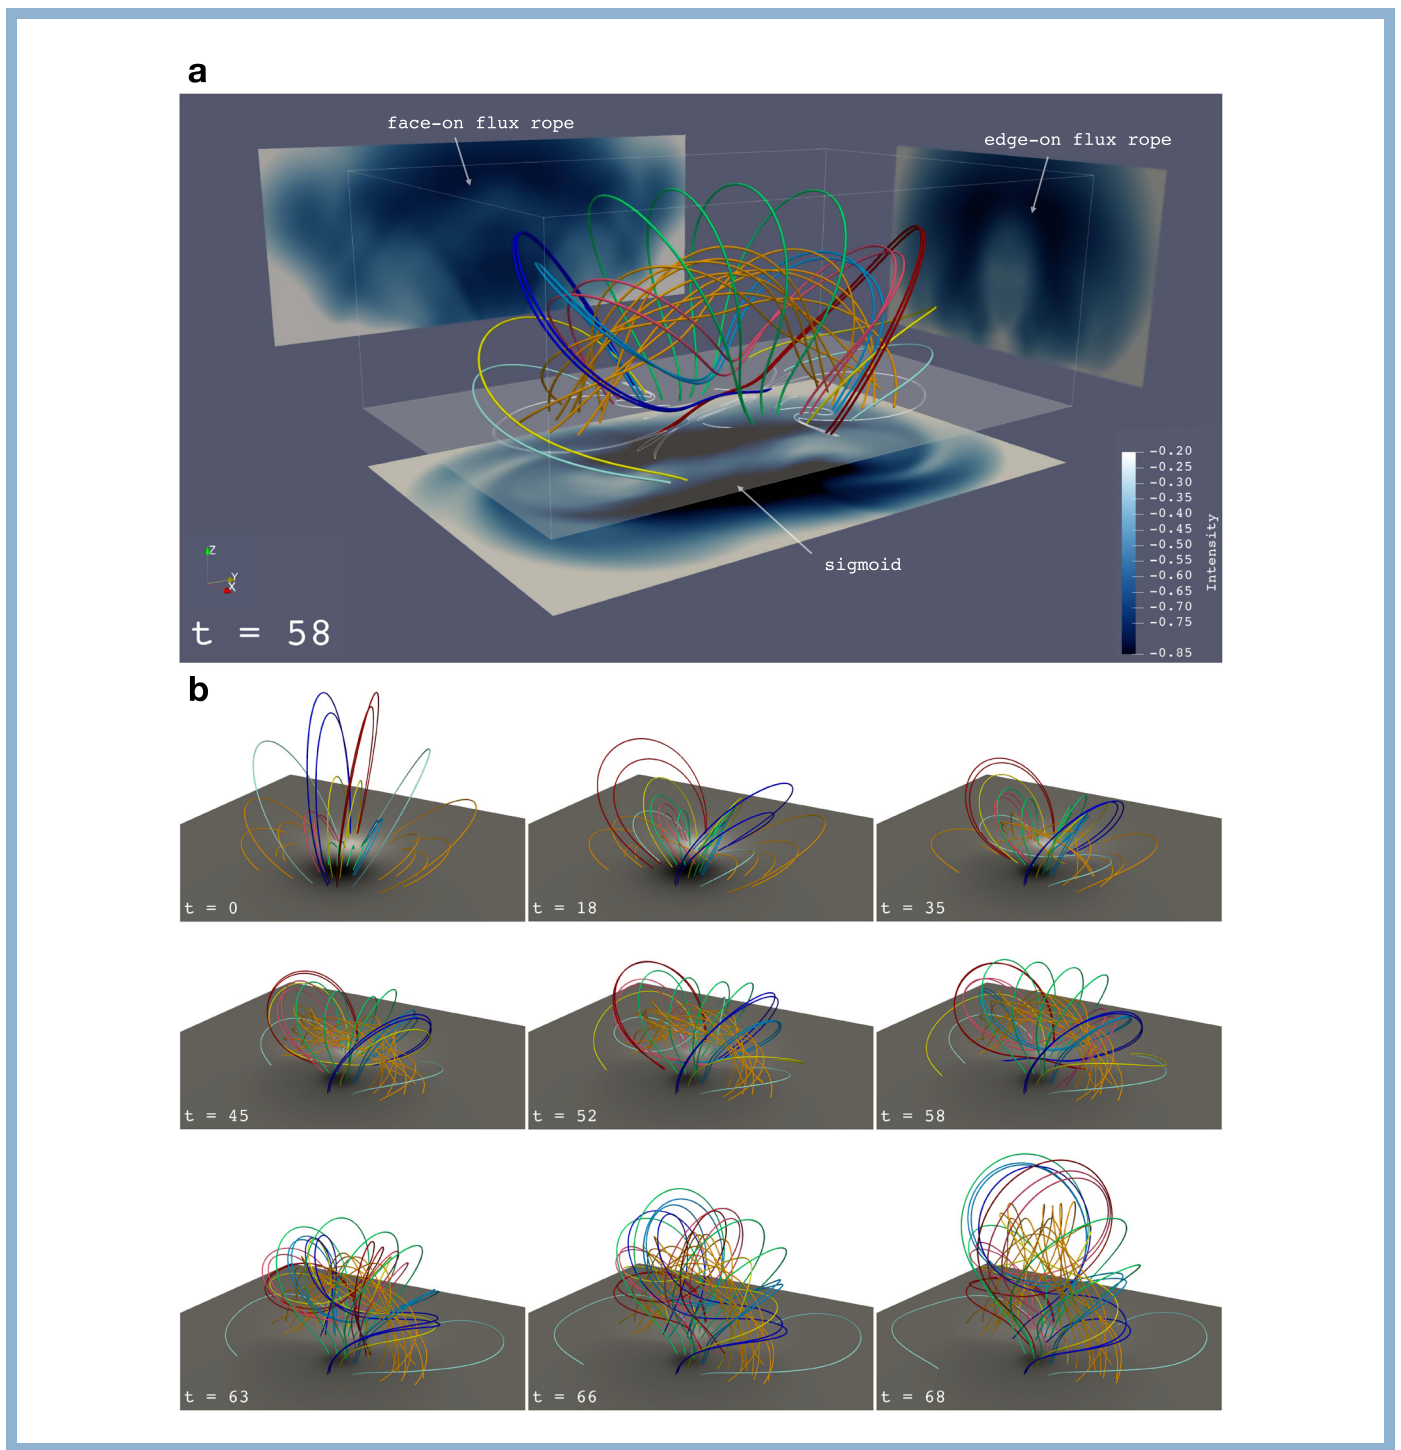 a
face-on flux rope
edge-on flux rope
sigmoid
-0.20
-0.25
-0.30
-0.35
-0.40
-0.45
-0.50
-0.55
-0.60
-0.65
-0.70
-0.75
-0.85
Intensity
Z
Y
X
t = 58
b
t = 0
t = 18
t = 35
t = 45
t = 52
t = 58
t = 63
t = 66
t = 68